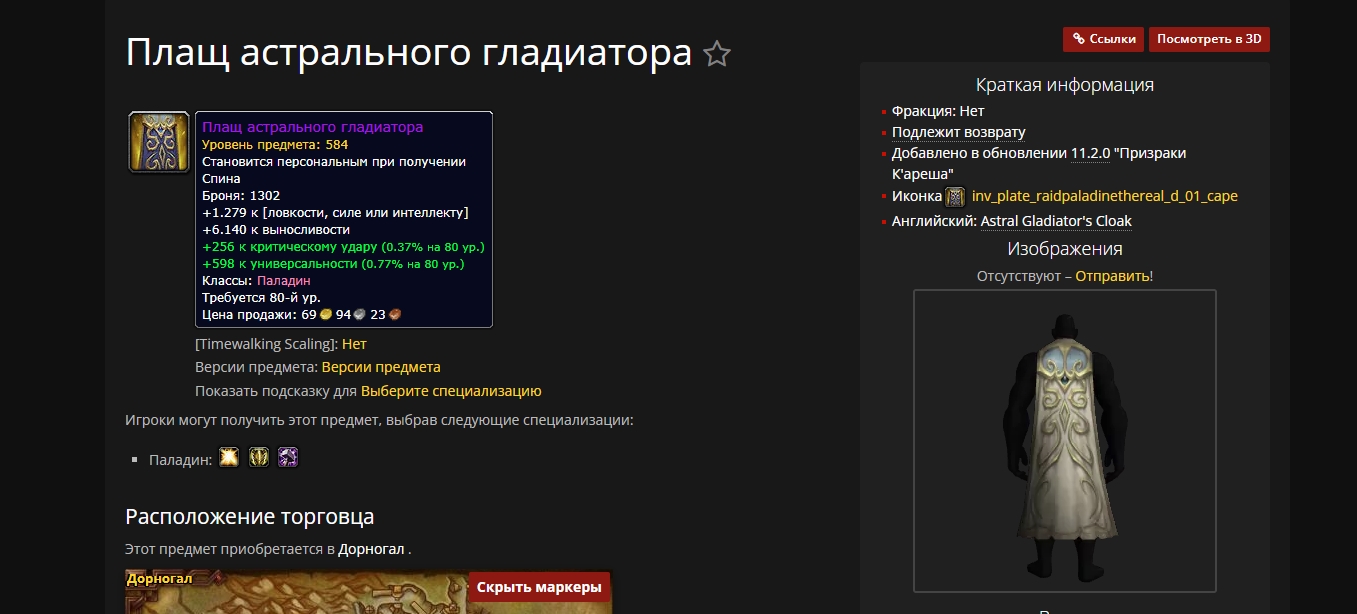 Плащ астрального гладиатора
Плащ астрального гладиатора
Уровень предмета: 584
Становится персональным при получении
Спина
Броня: 1302
+1.279 к [ловкости, силе или интеллекту]
+6.140 к выносливости
+256 к критическому удару (0.37% на 80 ур.)
+598 к универсальности (0.77% на 80 ур.)
Классы: Паладин
Требуется 80-й ур.
Цена продажи: 69 94 23
[Timewalking Scaling]: Нет
Версии предмета: Версии предмета
Показать подсказку для Выберите специализацию
Игроки могут получить этот предмет, выбрав следующие специализации:
Паладин:
Расположение торговца
Этот предмет приобретается в Дорногал .
Дорногал
Скрыть маркеры
Ссылки
Посмотреть в 3D
Краткая информация
Фракция: Нет
Подлежит возврату
Добавлено в обновлении 11.2.0 "Призраки
К'ареша"
Иконка inv_plate_raidpaladinethereal_d_01_cape
Английский: Astral Gladiator's Cloak
Изображения
Отсутствуют – Отправить!